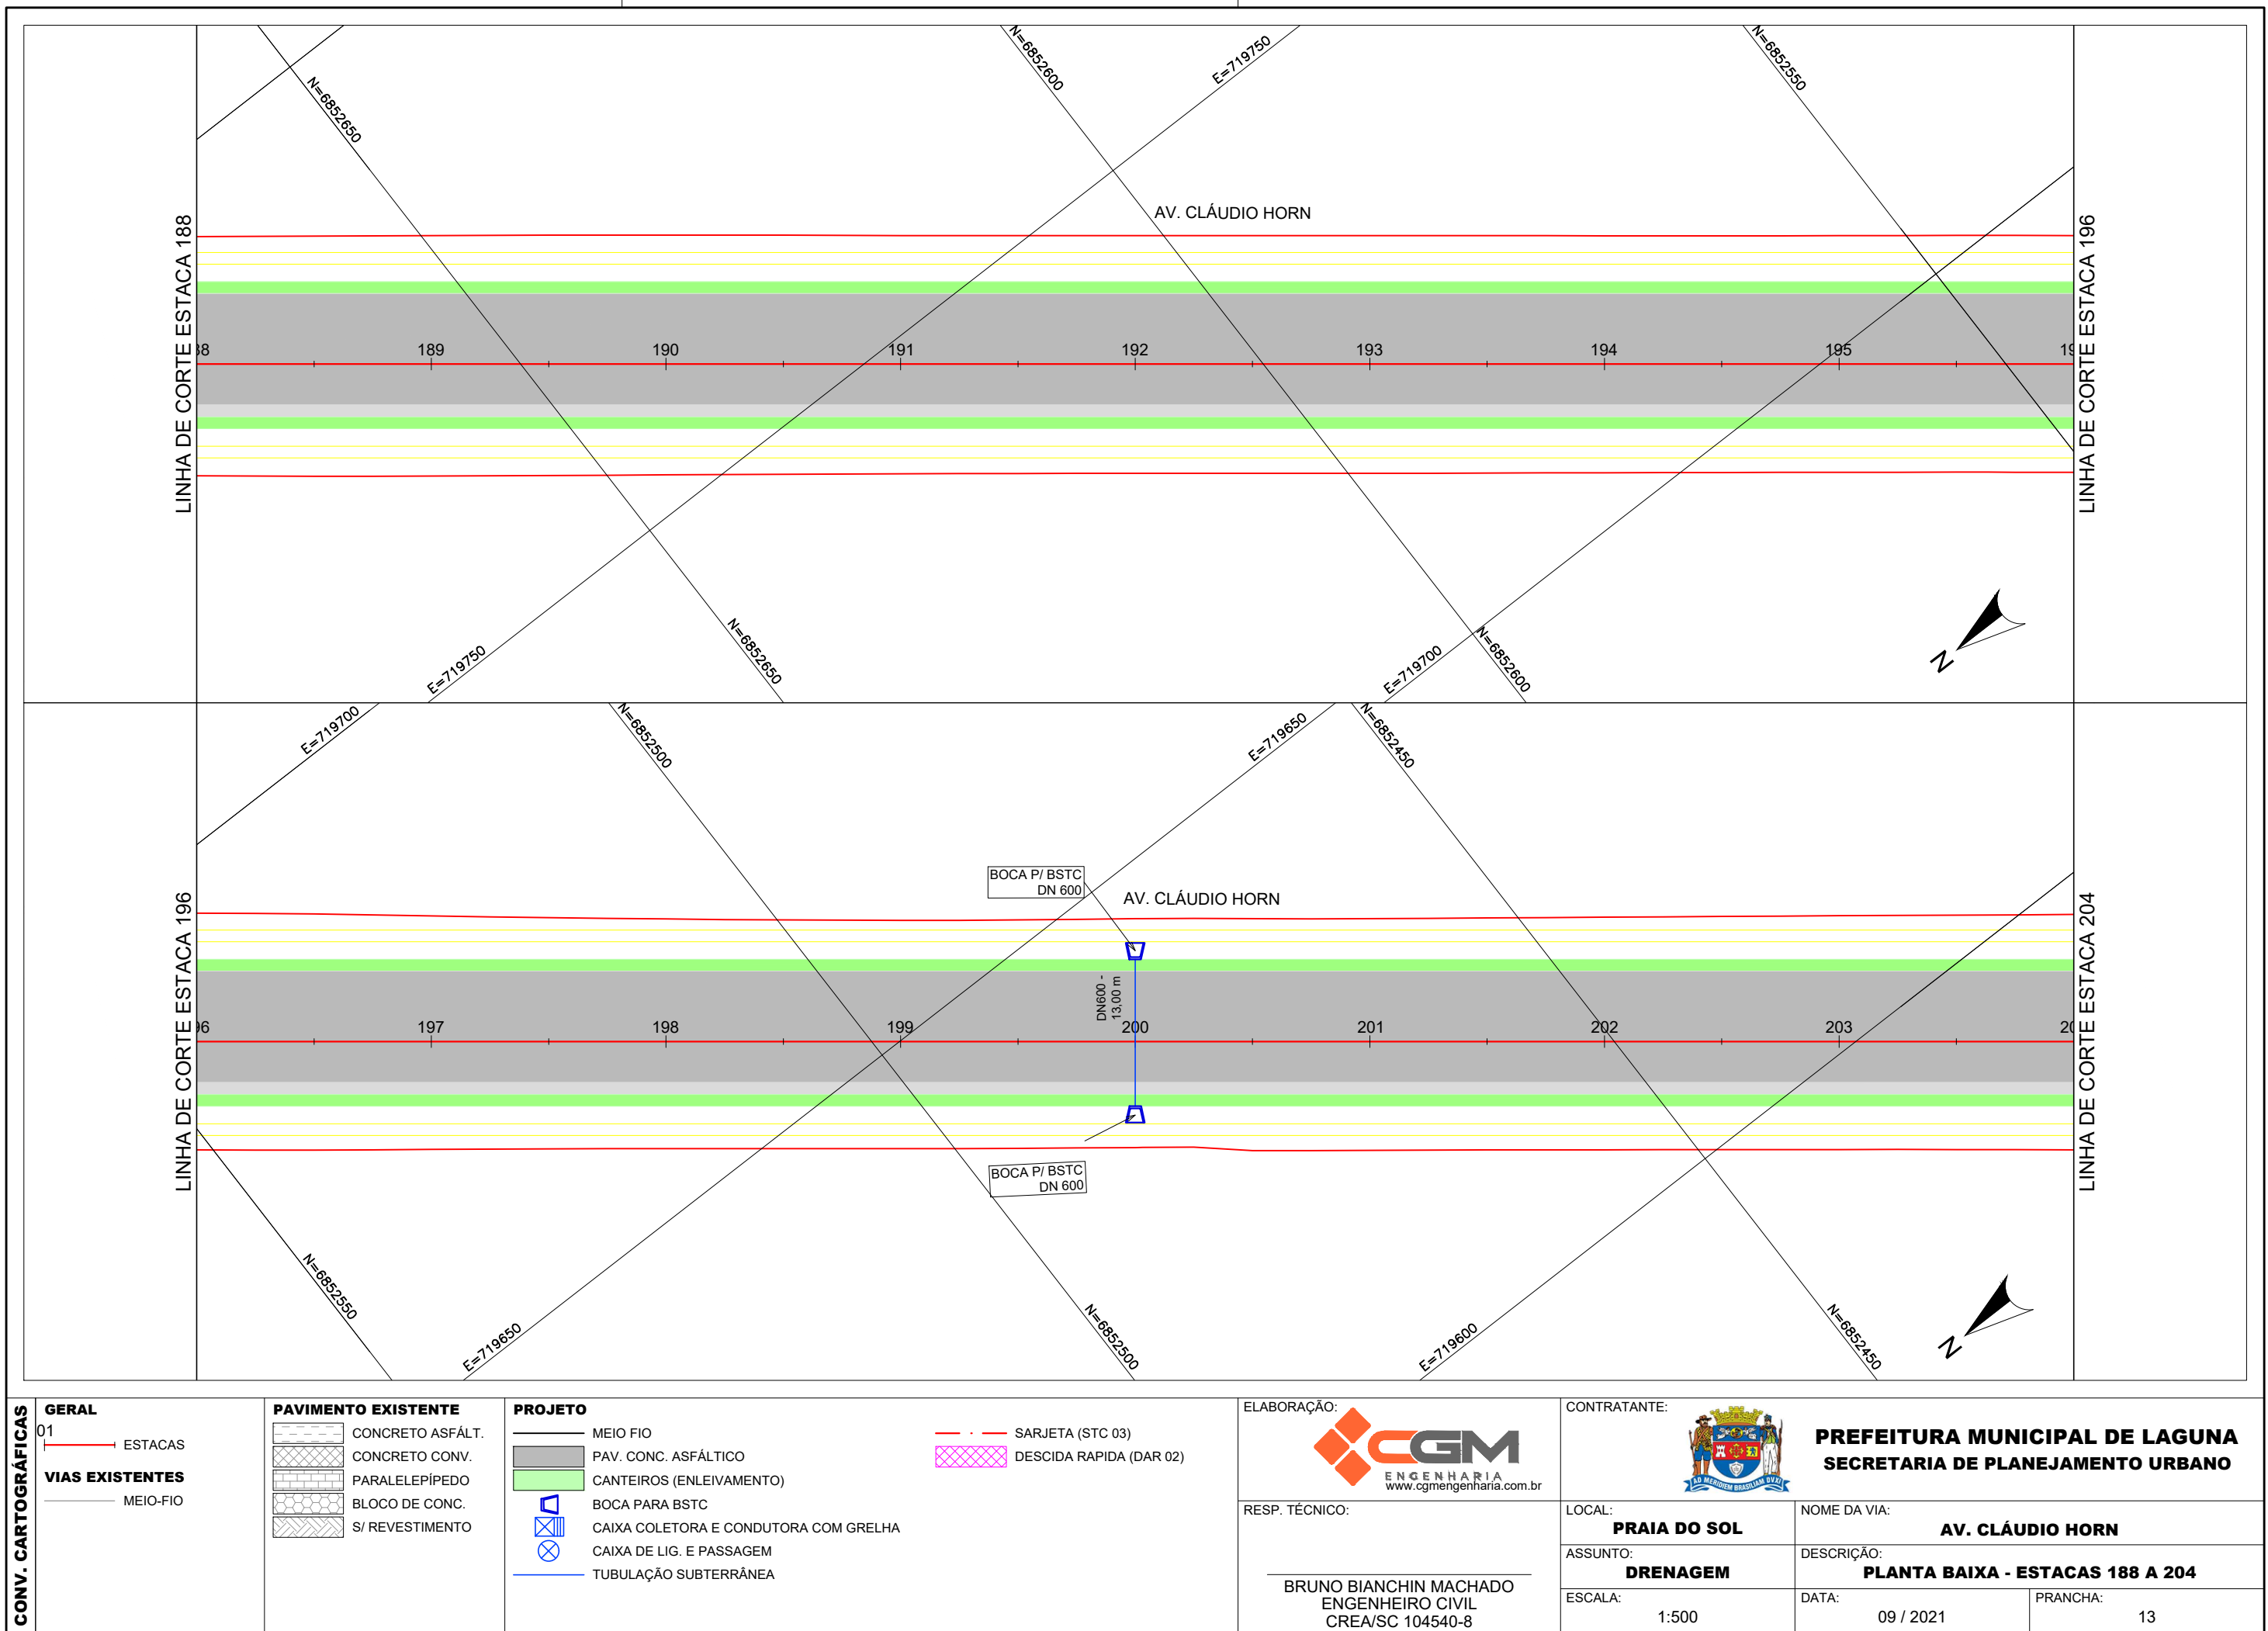 N=6852650
N=6852600
E=719750
N=6852550
AV. CLÁUDIO HORN
LINHA DE CORTE ESTACA 188
LINHA DE CORTE ESTACA 196
189
190
191
192
193
194
195
E=719750
N=6852650
E=719700
N=6852600
N
E=719700
N=6852500
E=719650
N=6852450
BOCA P/ BSTC
DN 600
AV. CLÁUDIO HORN
LINHA DE CORTE ESTACA 196
LINHA DE CORTE ESTACA 204
DN600 -
13,00 m
96
197
198
199
200
201
202
203
20
BOCA P/ BSTC
DN 600
N=6852550
E=719650
N=6852500
E=719600
N=6852450
N
CONV. CARTOGRÁFICAS
GERAL
01
ESTACAS
VIAS EXISTENTES
MEIO-FIO
PAVIMENTO EXISTENTE
CONCRETO ASFÁLT.
CONCRETO CONV.
PARALELEPÍPEDO
BLOCO DE CONC.
S/ REVESTIMENTO
PROJETO
MEIO FIO
PAV. CONC. ASFÁLTICO
CANTEIROS (ENLEIVAMENTO)
BOCA PARA BSTC
CAIXA COLETORA E CONDUTORA COM GRELHA
CAIXA DE LIG. E PASSAGEM
TUBULAÇÃO SUBTERRÂNEA
SARJETA (STC 03)
DESCIDA RAPIDA (DAR 02)
ELABORAÇÃO:
CGM
ENGENHARIA
www.cgmengenharia.com.br
RESP. TÉCNICO:
BRUNO BIANCHIN MACHADO
ENGENHEIRO CIVIL
CREA/SC 104540-8
CONTRATANTE:
AD MERIDIEM BRASILIAM DVXI
PREFEITURA MUNICIPAL DE LAGUNA
SECRETARIA DE PLANEJAMENTO URBANO
LOCAL:
PRAIA DO SOL
NOME DA VIA:
AV. CLÁUDIO HORN
ASSUNTO:
DRENAGEM
DESCRIÇÃO:
PLANTA BAIXA - ESTACAS 188 A 204
ESCALA:
1:500
DATA:
09 / 2021
PRANCHA:
13